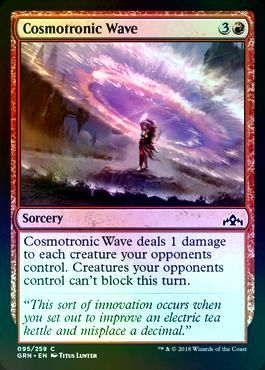 Cosmotronic Wave 3
Sorcery
Cosmotronic Wave deals 1 damage
to each creature your opponents
control. Creatures your opponents
control can't block this turn.
"This sort of innovation occurs when
you set out to improve an electric tea
kettle and misplace a decimal."
095/259 C
GRN • EN Titus Lunter
™ & © 2018 Wizards of the Coast